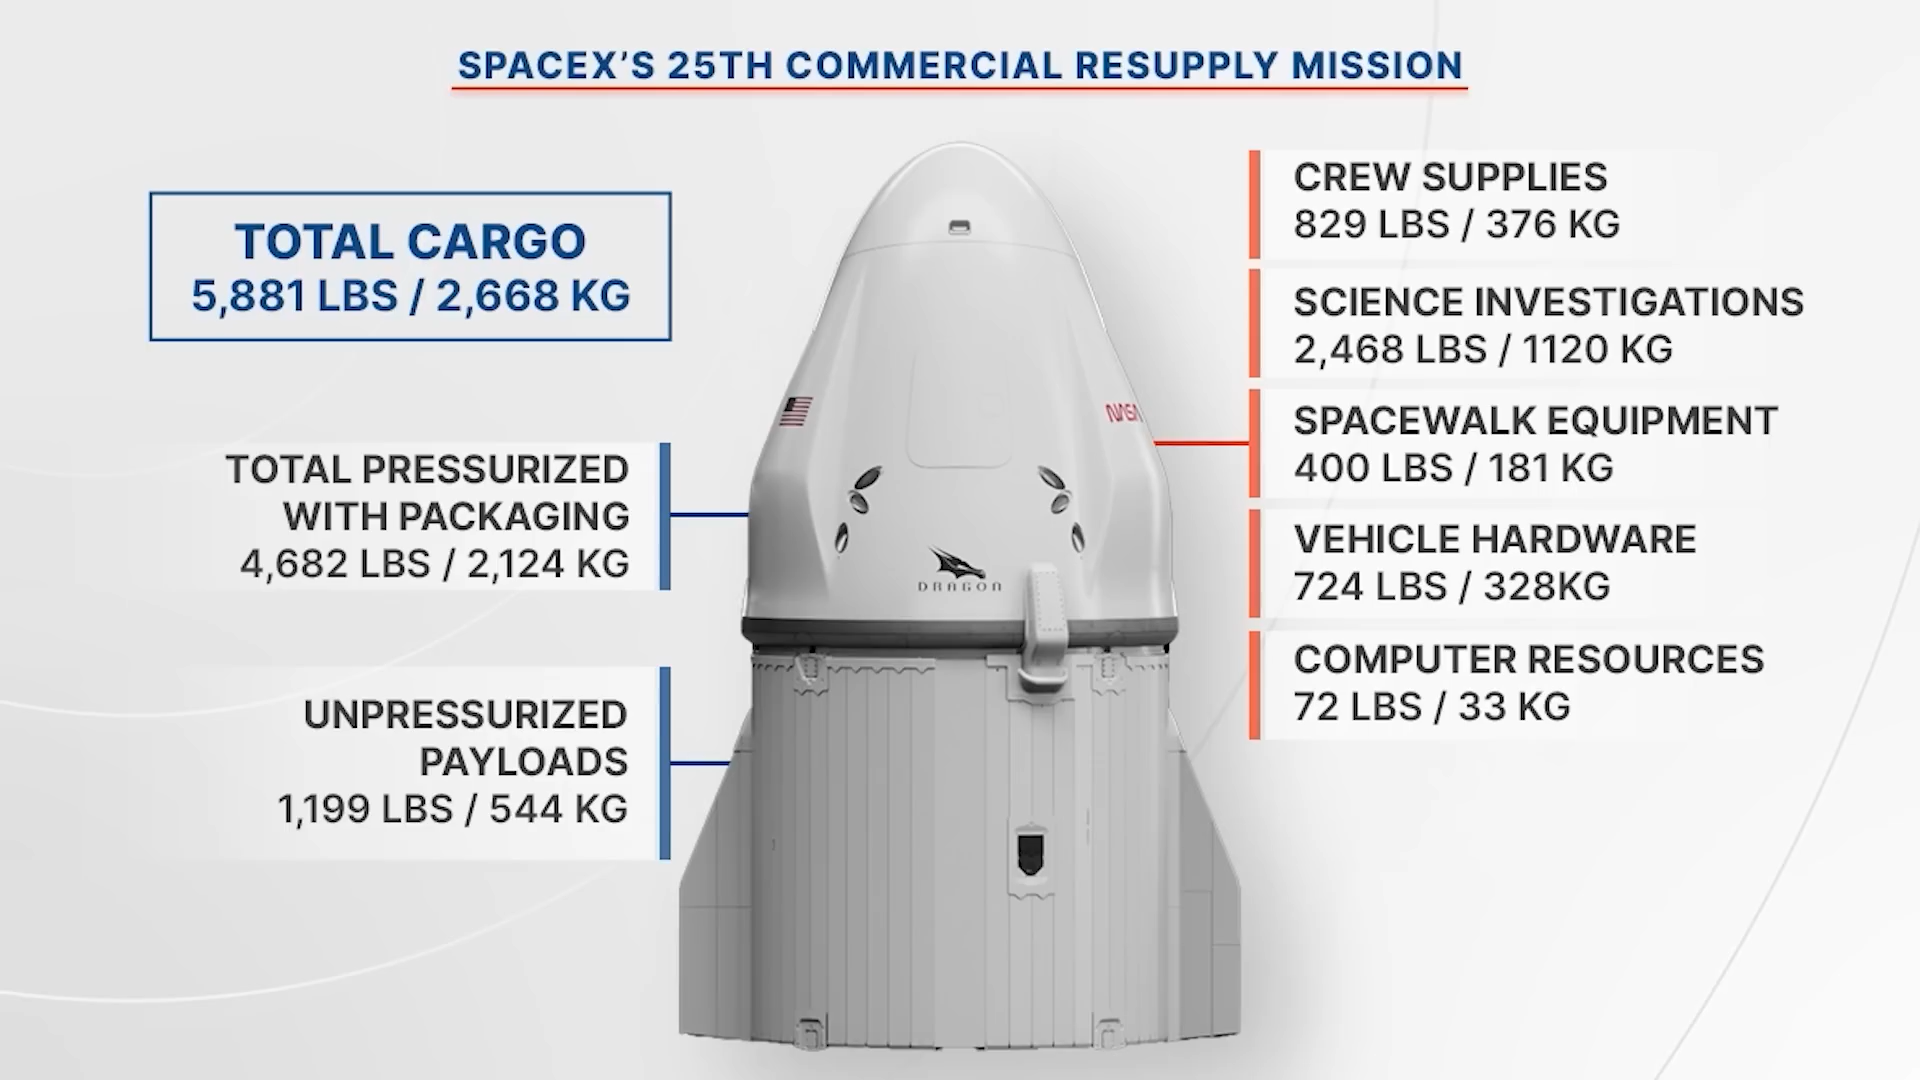 SPACEX'S 25TH COMMERCIAL RESUPPLY MISSION
TOTAL CARGO
5,881 LBS / 2,668 KG
TOTAL PRESSURIZED
WITH PACKAGING
4,682 LBS / 2,124 KG
UNPRESSURIZED
PAYLOADS
1,199 LBS / 544 KG
NASA
DRAGON
CREW SUPPLIES
829 LBS / 376 KG
SCIENCE INVESTIGATIONS
2,468 LBS / 1120 KG
SPACEWALK EQUIPMENT
400 LBS / 181 KG
VEHICLE HARDWARE
724 LBS / 328KG
COMPUTER RESOURCES
72 LBS / 33 KG